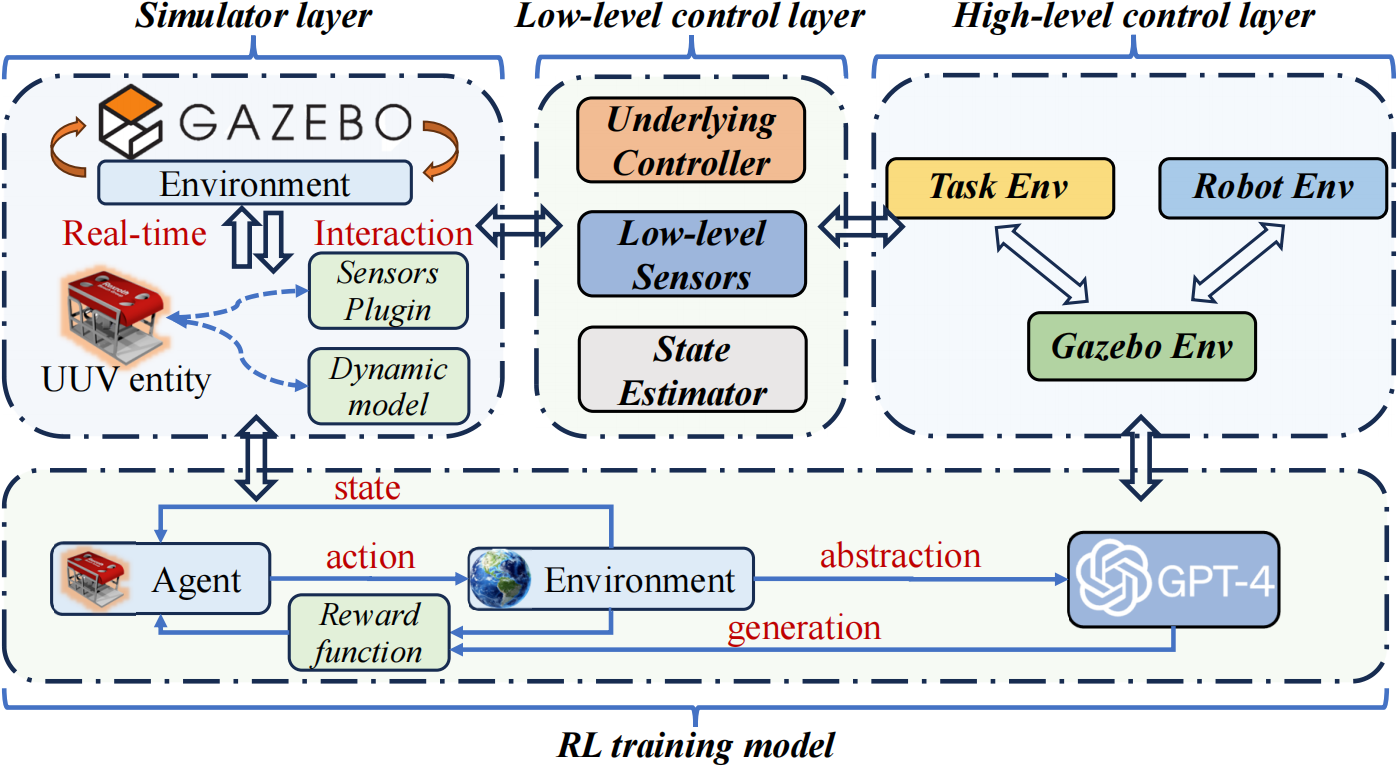 Simulator layer
Low-level control layer
High-level control layer
GAZEBO
Environment
Real-time
Interaction
Sensors
Plugin
UUV entity
Dynamic
model
Underlying
Controller
Low-level
Sensors
State
Estimator
Task Env
Robot Env
Gazebo Env
state
Agent
action
Environment
abstraction
GPT-4
Reward
function
generation
RL training model